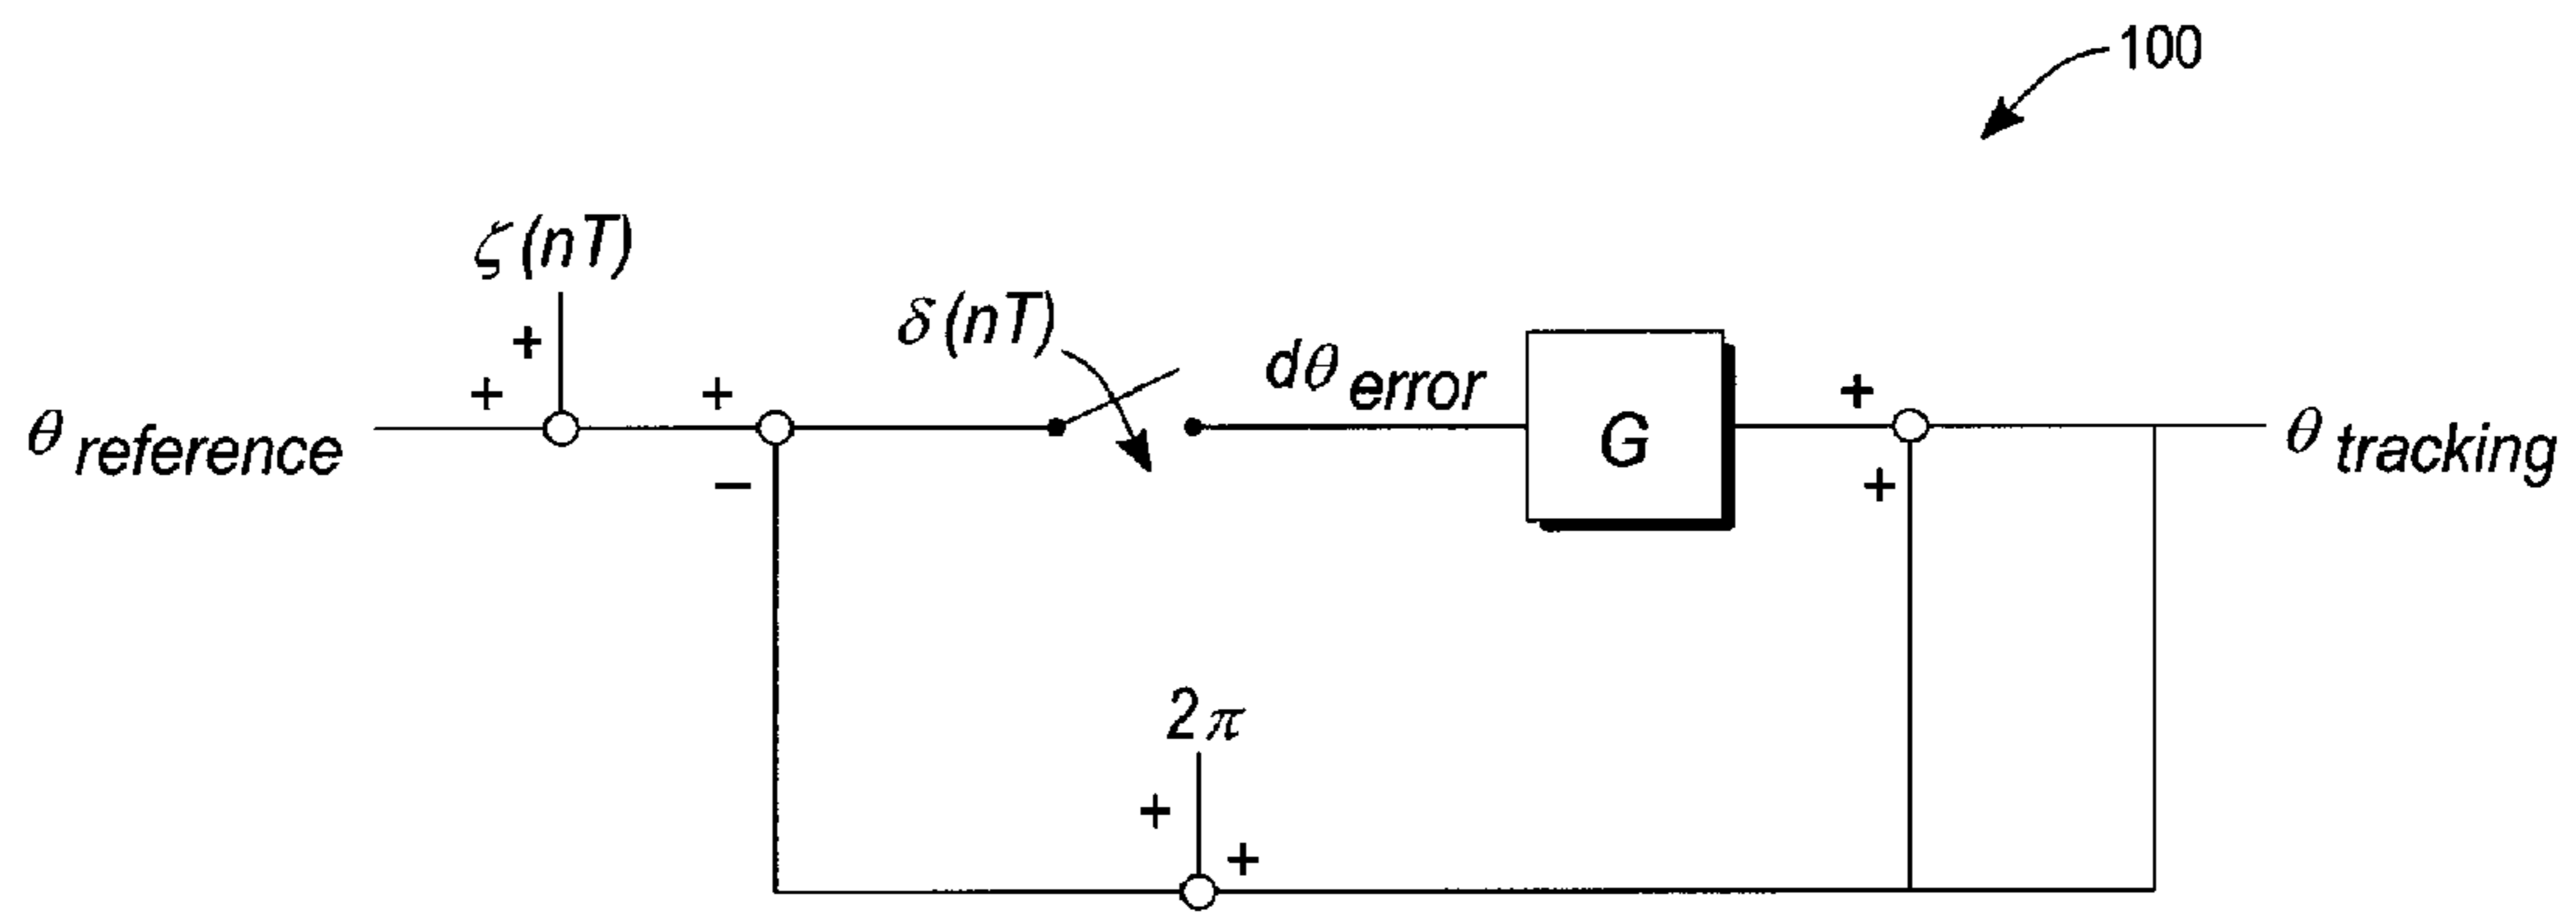 100
ζ(nT)
+
δ(nT)
dθ error
+ + +
θ reference
G
θ tracking
− +
2π
+
+